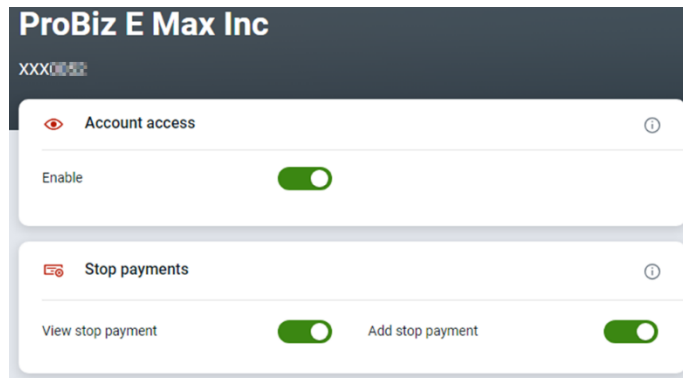 ProBiz E Max Inc
XXX
Account access
Enable
Stop payments
View stop payment Add stop payment